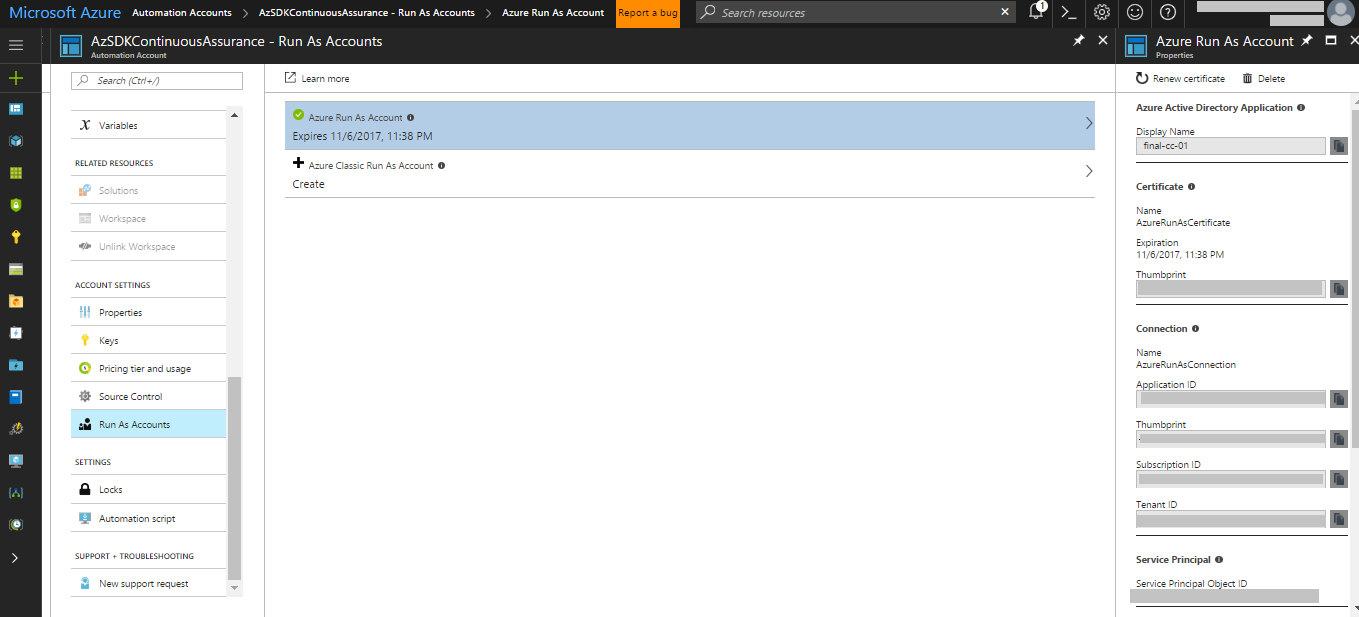 Microsoft Azure Automation Accounts > AzSDKContinuousAssurance - Run As Accounts > Azure Run As Account Report a bug Search resources 1
AzSDKContinuousAssurance - Run As Accounts
Automation Account
Search (Ctrl+/)
Variables
RELATED RESOURCES
Solutions
Workspace
Unlink Workspace
ACCOUNT SETTINGS
Properties
Keys
Pricing tier and usage
Source Control
Run As Accounts
SETTINGS
Locks
Automation script
SUPPORT + TROUBLESHOOTING
New support request
Learn more
Azure Run As Account
Expires 11/6/2017, 11:38 PM
Azure Classic Run As Account
Create
Azure Run As Account
Properties
Renew certificate Delete
Azure Active Directory Application
Display Name
final-cc-01
Certificate
Name
AzureRunAsCertificate
Expiration
11/6/2017, 11:38 PM
Thumbprint
Connection
Name
AzureRunAsConnection
Application ID
Thumbprint
Subscription ID
Tenant ID
Service Principal
Service Principal Object ID